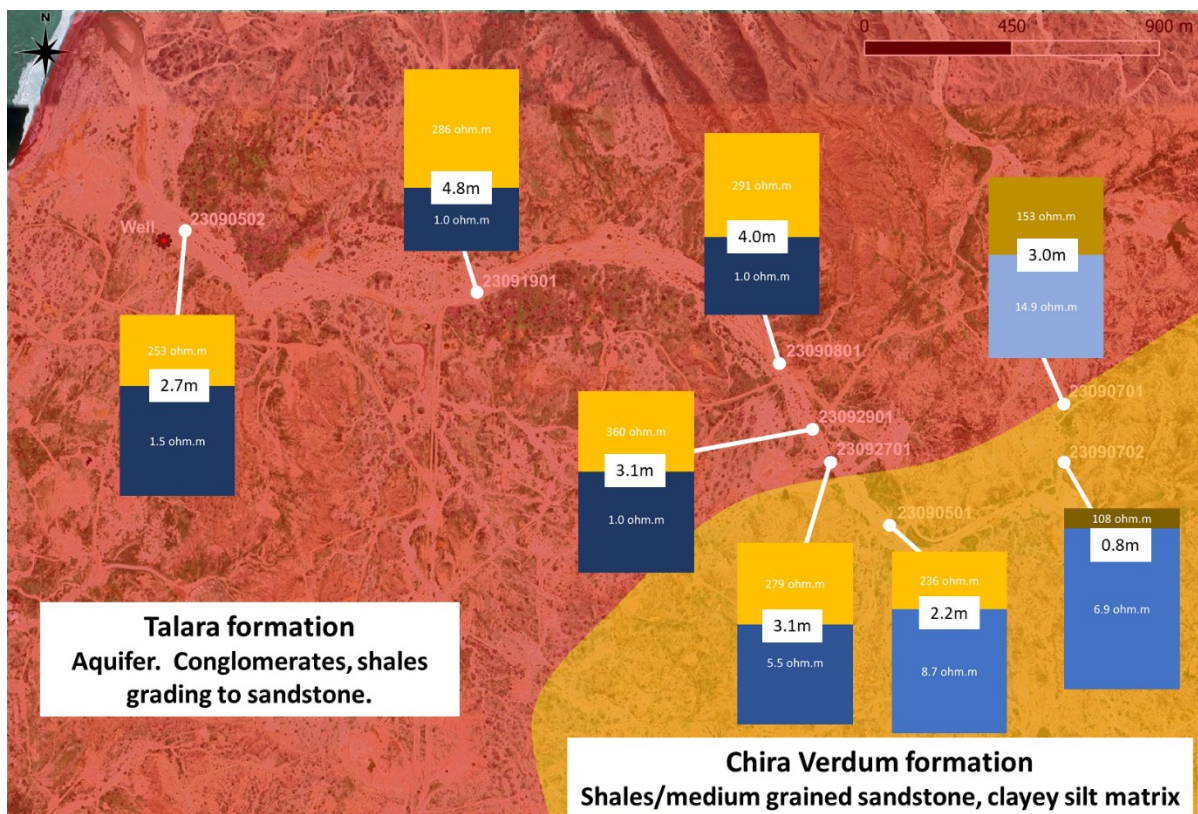 N
0 450 900 m
286 ohm.m
4.8m
1.0 ohm.m
291 ohm.m
4.0m
1.0 ohm.m
153 ohm.m
3.0m
14.9 ohm.m
Well
23090502
23091901
253 ohm.m
2.7m
1.5 ohm.m
23090801
23090701
360 ohm.m
3.1m
1.0 ohm.m
23092901
23092701
23090702
23090501
279 ohm.m
3.1m
5.5 ohm.m
236 ohm.m
2.2m
8.7 ohm.m
108 ohm.m
0.8m
6.9 ohm.m
Talara formation
Aquifer. Conglomerates, shales
grading to sandstone.
Chira Verdum formation
Shales/medium grained sandstone, clayey silt matrix